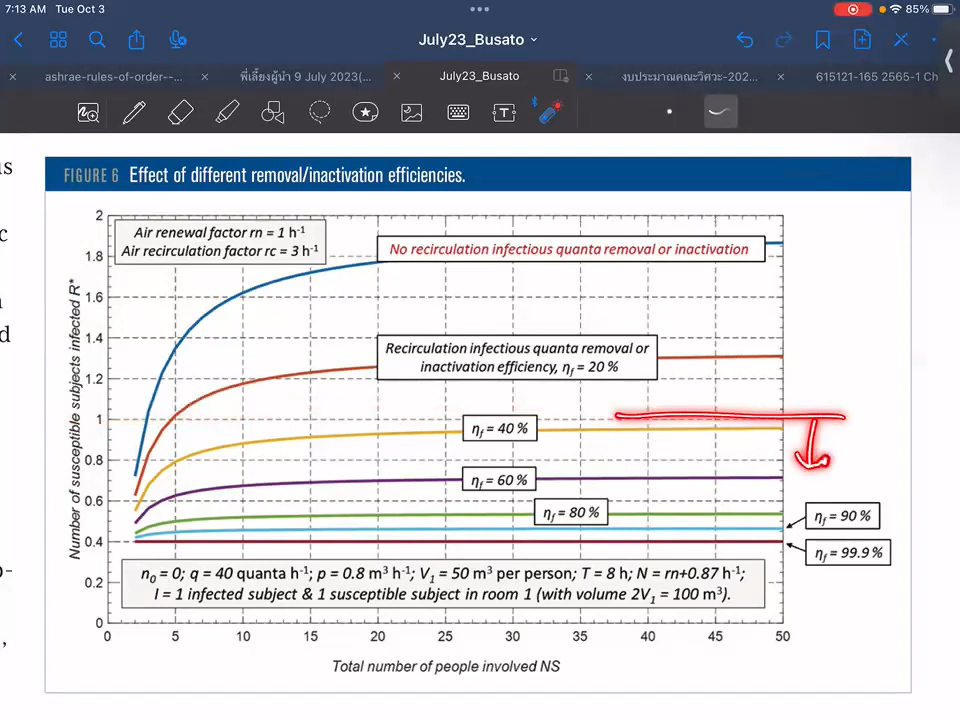 7:13 AM Tue Oct 3
85%
July23_Busato
ashrae-rules-of-order--...
พี่เลี้ยงผู้นำ 9 July 2023(...
July23_Busato
งบประมาณคณะวิศวะ-202...
615121-165 2565-1 Ch
us
c
d
o-
,
FIGURE 6 Effect of different removal/inactivation efficiencies.
Air renewal factor rn = 1 h⁻¹
Air recirculation factor rc = 3 h⁻¹
No recirculation infectious quanta removal or inactivation
Recirculation infectious quanta removal or
inactivation efficiency, η_f = 20 %
η_f = 40 %
η_f = 60 %
η_f = 80 %
η_f = 90 %
η_f = 99.9 %
n₀ = 0; q = 40 quanta h⁻¹; p = 0.8 m³ h⁻¹; V₁ = 50 m³ per person; T = 8 h; N = rn+0.87 h⁻¹;
I = 1 infected subject & 1 susceptible subject in room 1 (with volume 2V₁ = 100 m³).
Number of susceptible subjects infected R*
2
1.8
1.6
1.4
1.2
1
0.8
0.6
0.4
0.2
0
0 5 10 15 20 25 30 35 40 45 50
Total number of people involved NS